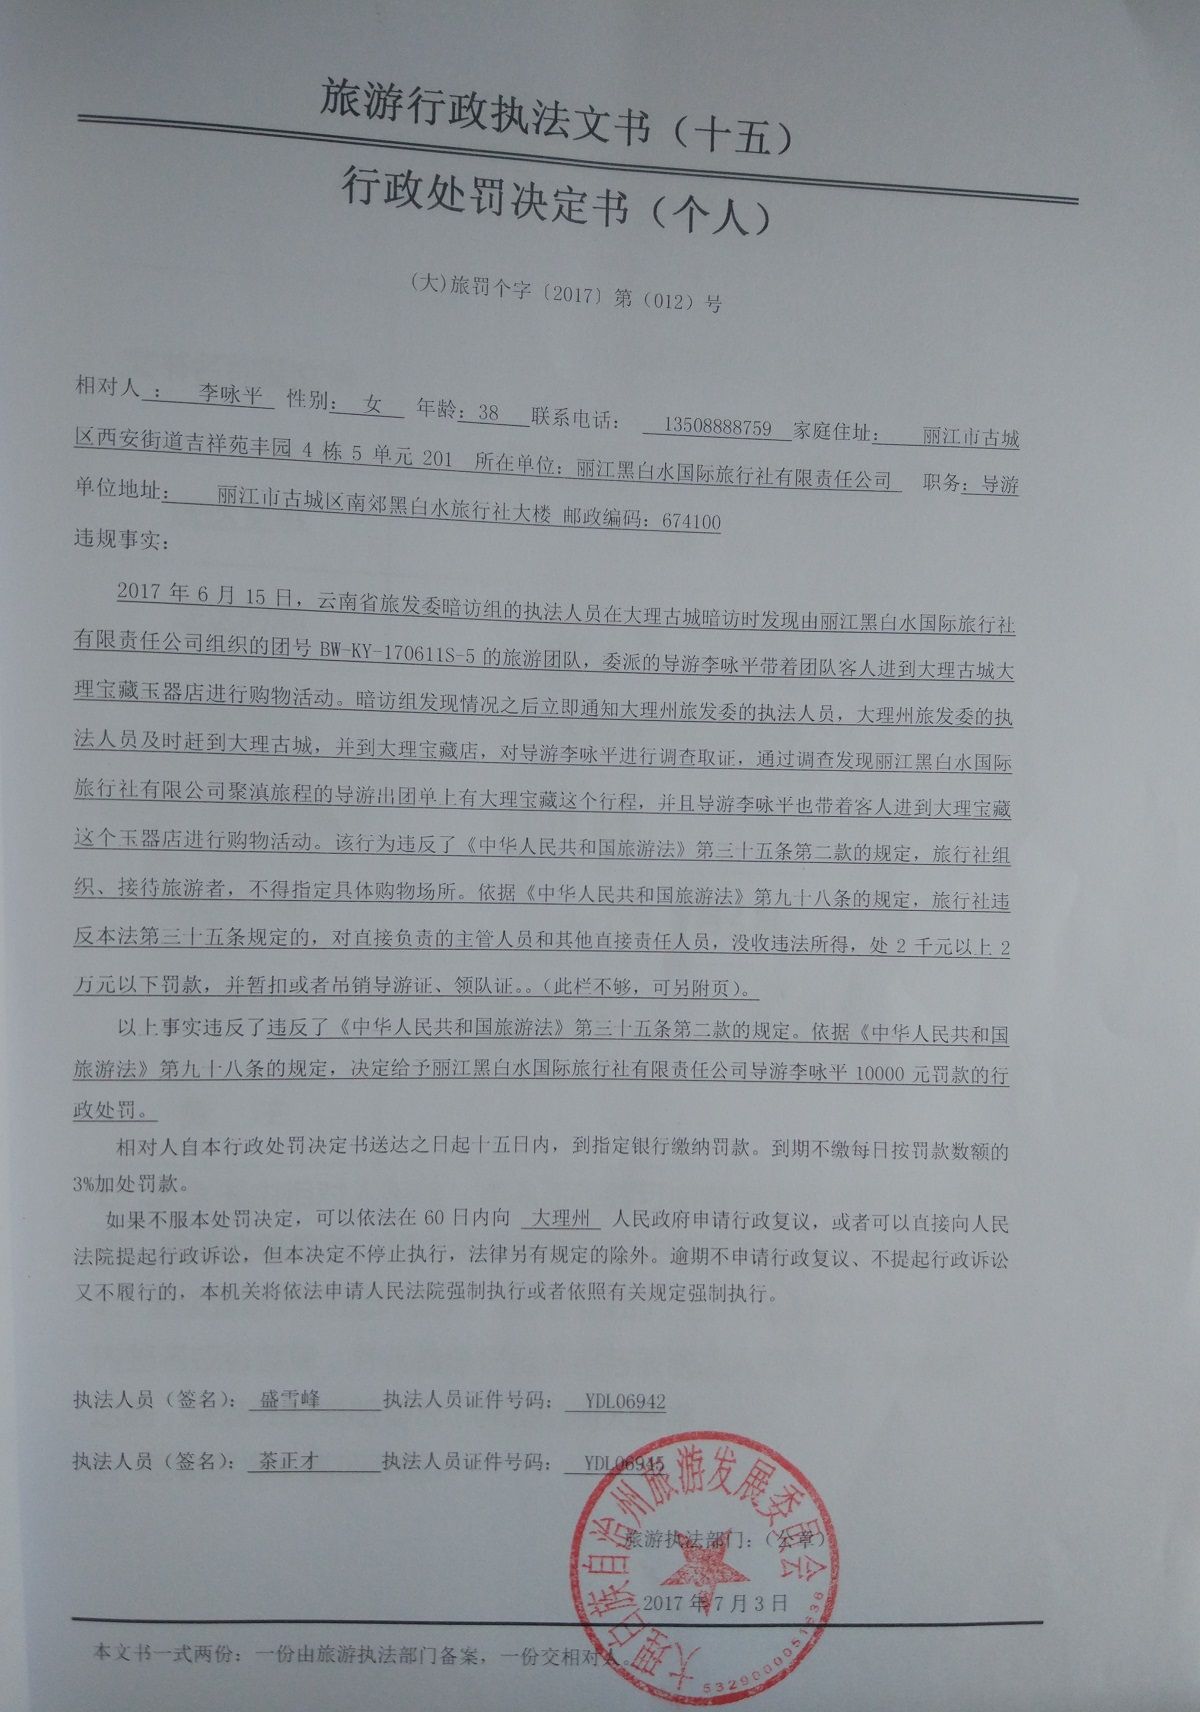 旅游行政执法文书（十五）
行政处罚决定书（个人）
(大)旅罚个字〔2017〕第（012）号
相对人 ： 李咏平 性别： 女 年龄：38 联系电话： 13508888759 家庭住址： 丽江市古城
区西安街道吉祥苑丰园 4 栋 5 单元 201 所在单位：丽江黑白水国际旅行社有限责任公司 职务：导游
单位地址： 丽江市古城区南郊黑白水旅行社大楼 邮政编码：674100
违规事实：
2017 年 6 月 15 日，云南省旅发委暗访组的执法人员在大理古城暗访时发现由丽江黑白水国际旅行社
有限责任公司组织的团号 BW-KY-170611S-5 的旅游团队，委派的导游李咏平带着团队客人进到大理古城大
理宝藏玉器店进行购物活动。暗访组发现情况之后立即通知大理州旅发委的执法人员，大理州旅发委的执
法人员及时赶到大理古城，并到大理宝藏店，对导游李咏平进行调查取证，通过调查发现丽江黑白水国际
旅行社有限公司聚滇旅程的导游出团单上有大理宝藏这个行程，并且导游李咏平也带着客人进到大理宝藏
这个玉器店进行购物活动。该行为违反了《中华人民共和国旅游法》第三十五条第二款的规定，旅行社组
织、接待旅游者，不得指定具体购物场所。依据《中华人民共和国旅游法》第九十八条的规定，旅行社违
反本法第三十五条规定的，对直接负责的主管人员和其他直接责任人员，没收违法所得，处 2 千元以上 2
万元以下罚款，并暂扣或者吊销导游证、领队证。。（此栏不够，可另附页）。
以上事实违反了违反了《中华人民共和国旅游法》第三十五条第二款的规定。依据《中华人民共和国
旅游法》第九十八条的规定，决定给予丽江黑白水国际旅行社有限责任公司导游李咏平 10000 元罚款的行
政处罚。
相对人自本行政处罚决定书送达之日起十五日内，到指定银行缴纳罚款。到期不缴每日按罚款数额的
3%加处罚款。
如果不服本处罚决定，可以依法在 60 日内向 大理州 人民政府申请行政复议，或者可以直接向人民
法院提起行政诉讼，但本决定不停止执行，法律另有规定的除外。逾期不申请行政复议、不提起行政诉讼
又不履行的，本机关将依法申请人民法院强制执行或者依照有关规定强制执行。
执法人员（签名）： 盛雪峰 执法人员证件号码： YDL06942
执法人员（签名）： 茶正才 执法人员证件号码： YDL06945
旅游执法部门：（公章）
2017 年 7 月 3 日
大理白族自治州旅游发展委员会
本文书一式两份：一份由旅游执法部门备案，一份交相对人。